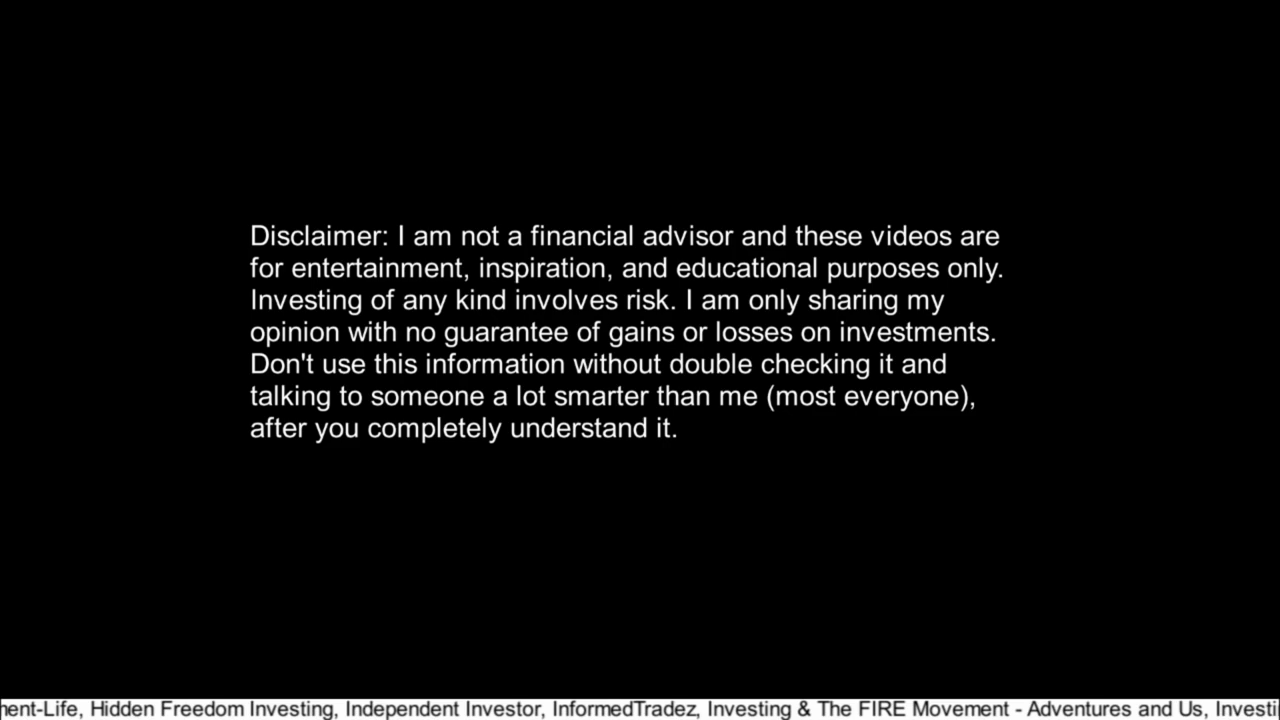 Disclaimer: I am not a financial advisor and these videos are
for entertainment, inspiration, and educational purposes only.
Investing of any kind involves risk. I am only sharing my
opinion with no guarantee of gains or losses on investments.
Don't use this information without double checking it and
talking to someone a lot smarter than me (most everyone),
after you completely understand it.
ent-Life, Hidden Freedom Investing, Independent Investor, InformedTradez, Investing & The FIRE Movement - Adventures and Us, Investi